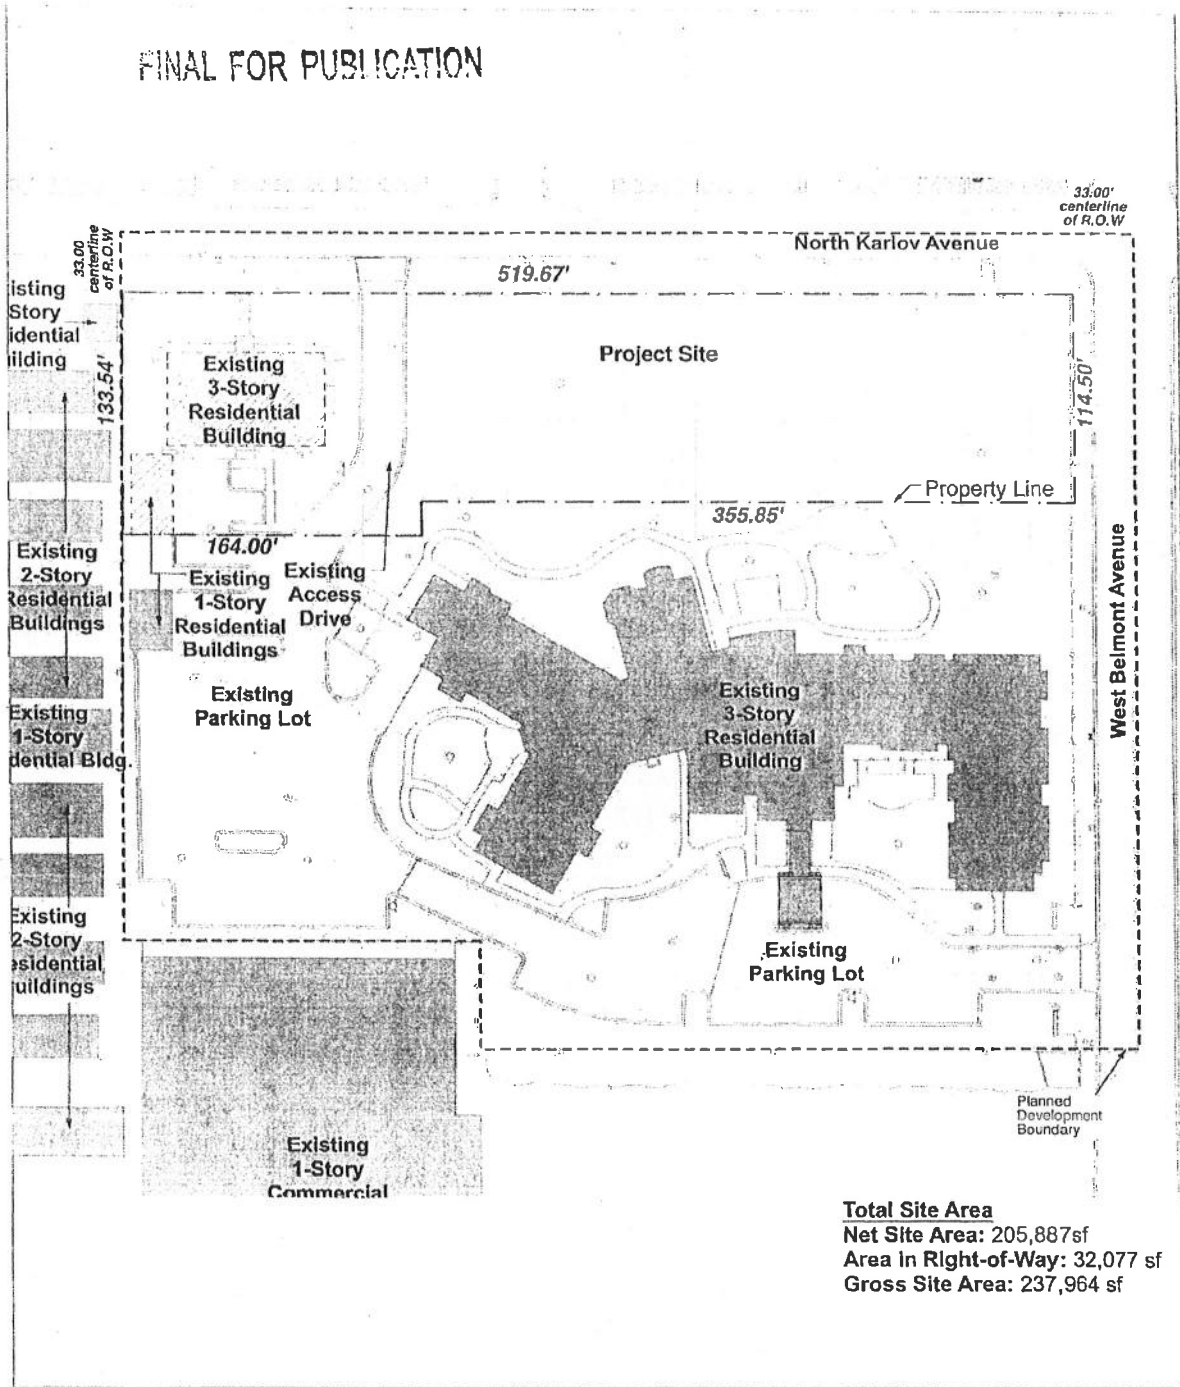 FINAL FOR PUBLICATION
33.00'
centerline
of R.O.W
North Karlov Avenue
33.00
centerline
of R.O.W
519.67'
isting
Story
idential
ilding
133.54'
Existing
3-Story
Residential
Building
Project Site
114.50'
Property Line
355.85'
164.00'
Existing
2-Story
Residential
Buildings
Existing
1-Story
Residential
Buildings
Existing
Access
Drive
West Belmont Avenue
Existing
Parking Lot
Existing
3-Story
Residential
Building
Existing
1-Story
dential Bldg.
Existing
2-Story
esidential
uildings
Existing
Parking Lot
Planned
Development
Boundary
Existing
1-Story
Commercial
Total Site Area
Net Site Area: 205,887sf
Area in Right-of-Way: 32,077 sf
Gross Site Area: 237,964 sf